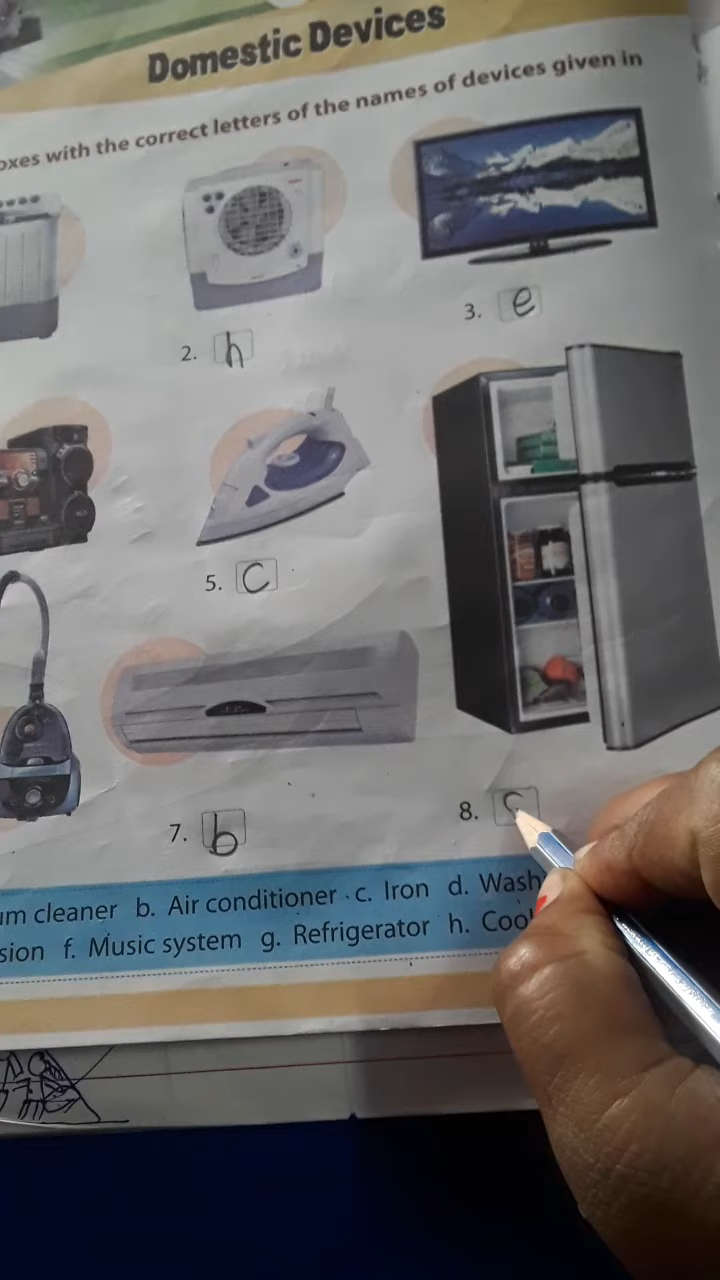 Domestic Devices
oxes with the correct letters of the names of devices given in
2. h
3. e
5. c
7. b
8.
um cleaner b. Air conditioner c. Iron d. Wash
sion f. Music system g. Refrigerator h. Coo